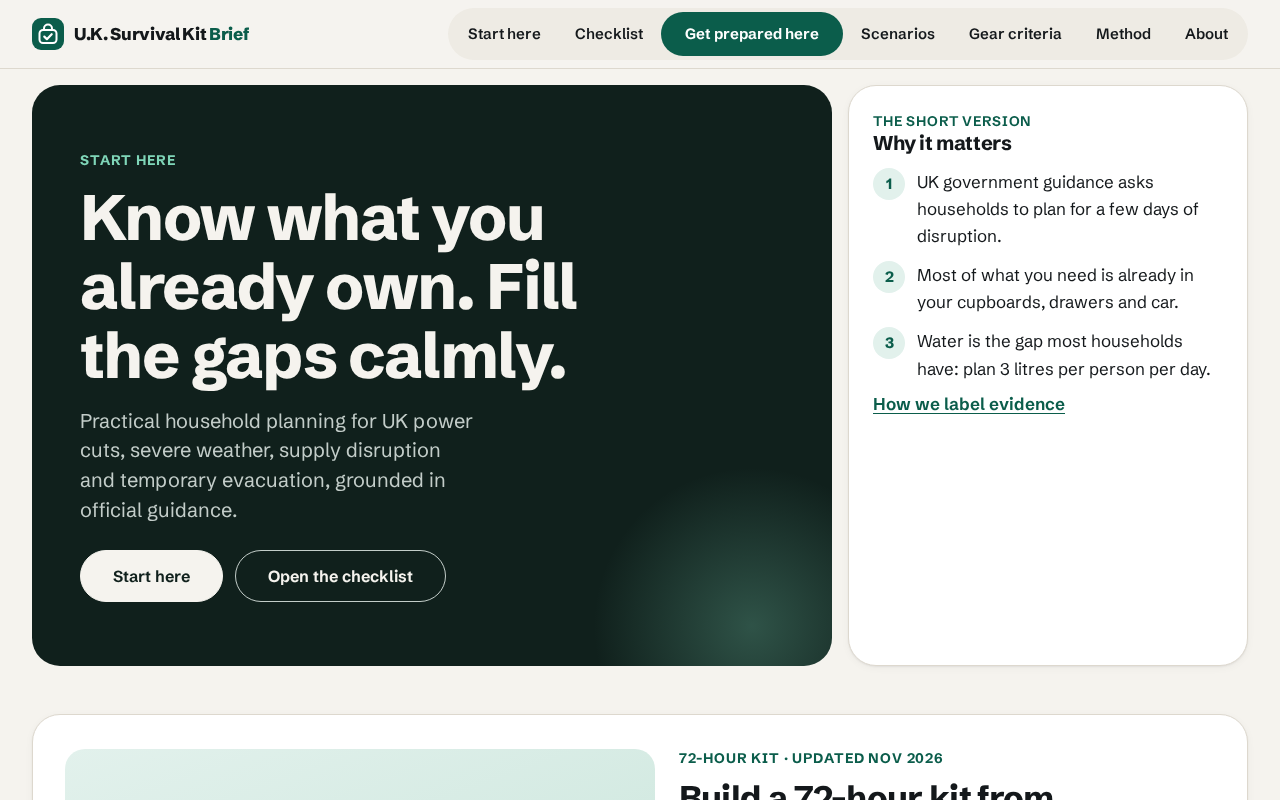 U.K. Survival Kit Brief
Start here
Checklist
Get prepared here
Scenarios
Gear criteria
Method
About
START HERE
Know what you
already own. Fill
the gaps calmly.
Practical household planning for UK power
cuts, severe weather, supply disruption
and temporary evacuation, grounded in
official guidance.
Start here
Open the checklist
THE SHORT VERSION
Why it matters
1 UK government guidance asks
households to plan for a few days of
disruption.
2 Most of what you need is already in
your cupboards, drawers and car.
3 Water is the gap most households
have: plan 3 litres per person per day.
How we label evidence
72-HOUR KIT · UPDATED NOV 2026
Build a 72-hour kit from